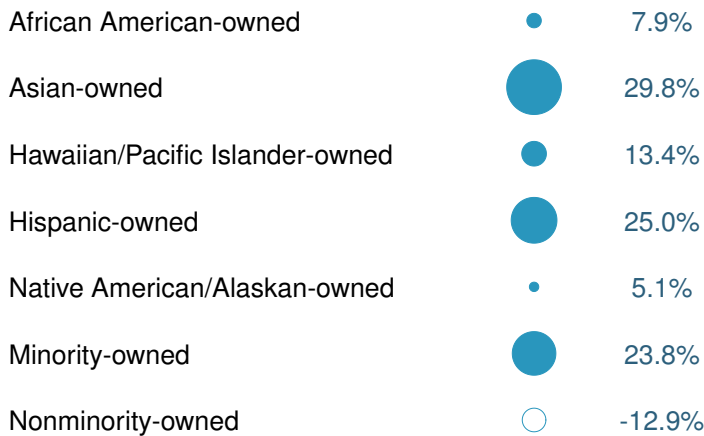 African American-owned 7.9%
Asian-owned 29.8%
Hawaiian/Pacific Islander-owned 13.4%
Hispanic-owned 25.0%
Native American/Alaskan-owned 5.1%
Minority-owned 23.8%
Nonminority-owned -12.9%